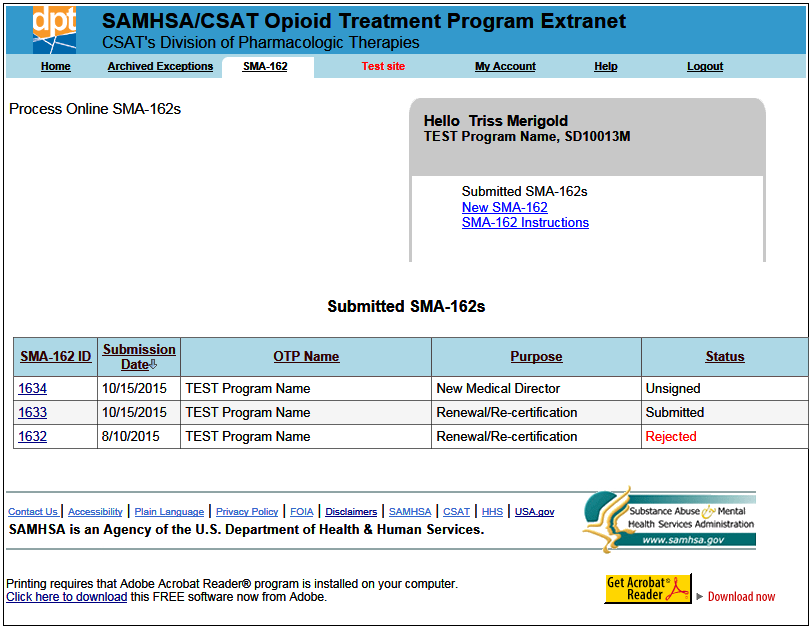 dpt
SAMHSA/CSAT Opioid Treatment Program Extranet
CSAT's Division of Pharmacologic Therapies
Home Archived Exceptions SMA-162 Test site My Account Help Logout
Process Online SMA-162s
Hello Triss Merigold
TEST Program Name, SD10013M
Submitted SMA-162s
New SMA-162
SMA-162 Instructions
Submitted SMA-162s
SMA-162 ID Submission Date OTP Name Purpose Status
1634 10/15/2015 TEST Program Name New Medical Director Unsigned
1633 10/15/2015 TEST Program Name Renewal/Re-certification Submitted
1632 8/10/2015 TEST Program Name Renewal/Re-certification Rejected
Contact Us | Accessibility | Plain Language | Privacy Policy | FOIA | Disclaimers | SAMHSA | CSAT | HHS | USA.gov
SAMHSA is an Agency of the U.S. Department of Health & Human Services.
Substance Abuse & Mental
Health Services Administration
www.samhsa.gov
Printing requires that Adobe Acrobat Reader® program is installed on your computer.
Click here to download this FREE software now from Adobe.
Get Acrobat®
Reader
Download now